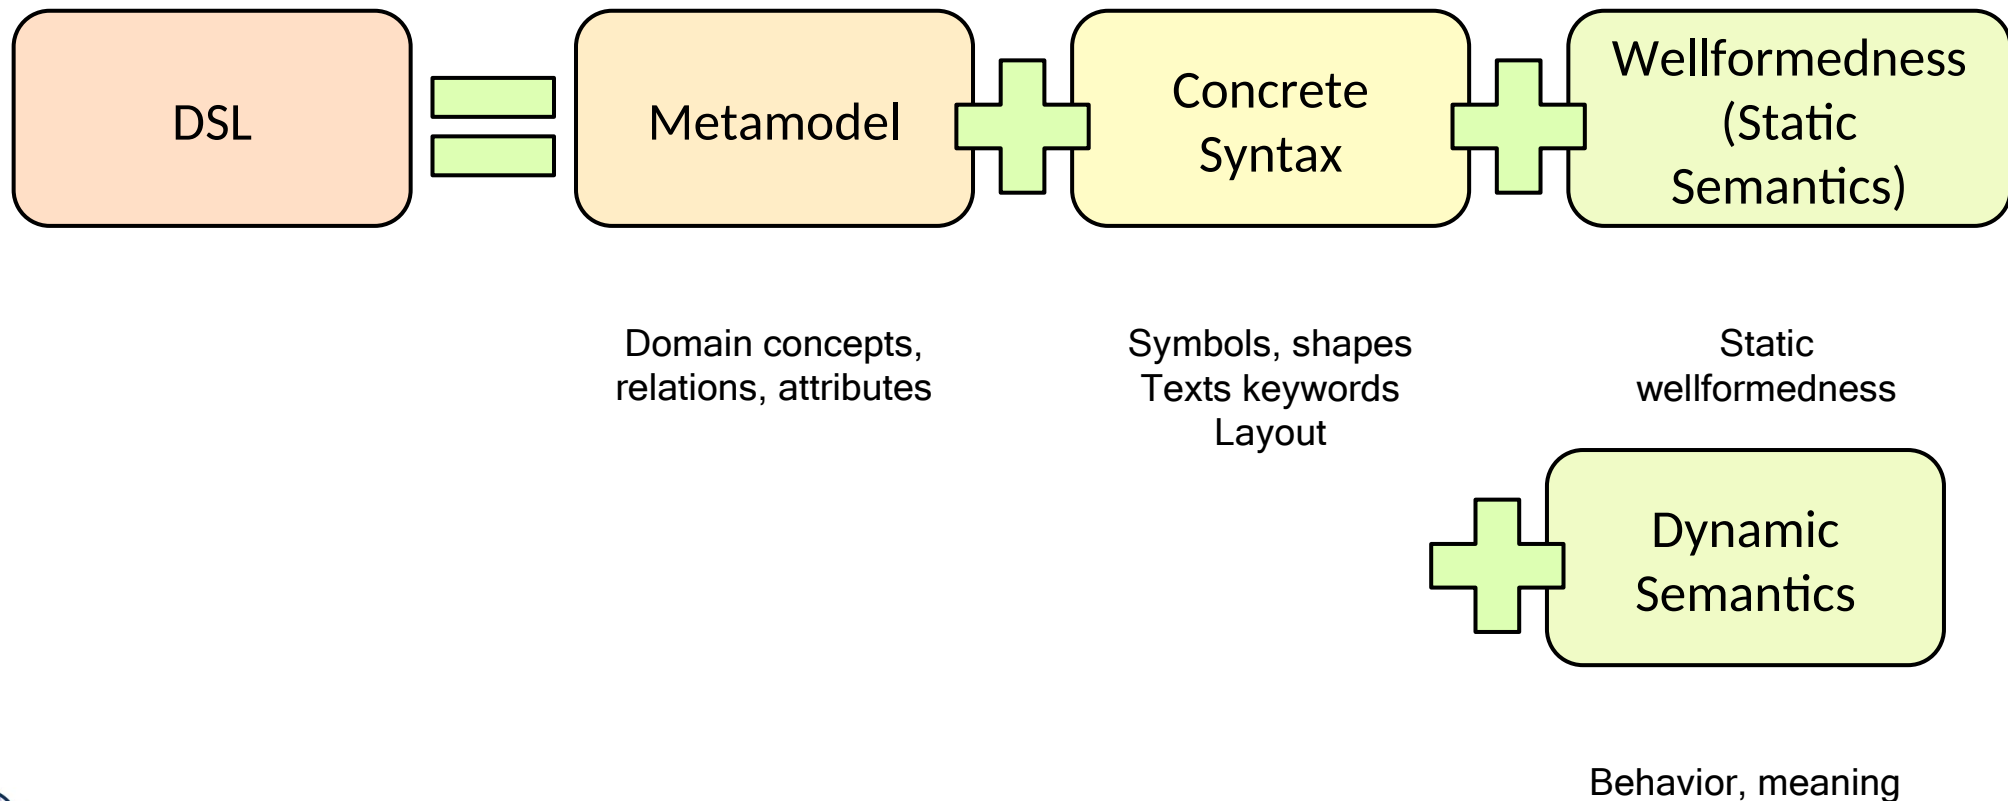 DSL
Metamodel
Concrete
Syntax
Wellformedness
(Static
Semantics)
Domain concepts,
relations, attributes
Symbols, shapes
Texts keywords
Layout
Static
wellformedness
Dynamic
Semantics
Behavior, meaning